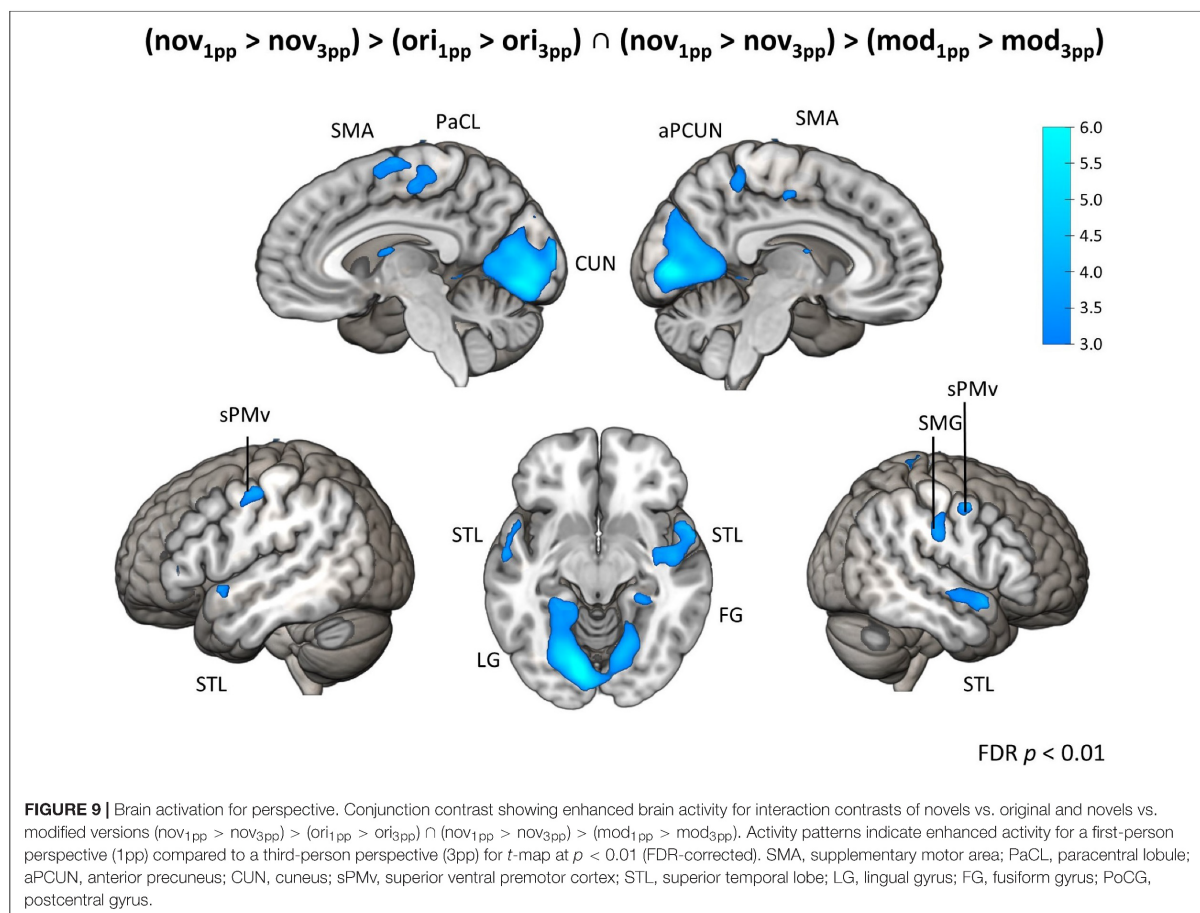 (nov1pp > nov3pp) > (ori1pp > ori3pp) ∩ (nov1pp > nov3pp) > (mod1pp > mod3pp)
SMA
PaCL
aPCUN
SMA
CUN
6.0
5.5
5.0
4.5
4.0
3.5
3.0
sPMv
STL
STL
STL
LG
FG
sPMv
SMG
STL
FDR p < 0.01
FIGURE 9 | Brain activation for perspective. Conjunction contrast showing enhanced brain activity for interaction contrasts of novels vs. original and novels vs.
modified versions (nov1pp > nov3pp) > (ori1pp > ori3pp) ∩ (nov1pp > nov3pp) > (mod1pp > mod3pp). Activity patterns indicate enhanced activity for a first-person
perspective (1pp) compared to a third-person perspective (3pp) for t-map at p < 0.01 (FDR-corrected). SMA, supplementary motor area; PaCL, paracentral lobule;
aPCUN, anterior precuneus; CUN, cuneus; sPMv, superior ventral premotor cortex; STL, superior temporal lobe; LG, lingual gyrus; FG, fusiform gyrus; PoCG,
postcentral gyrus.